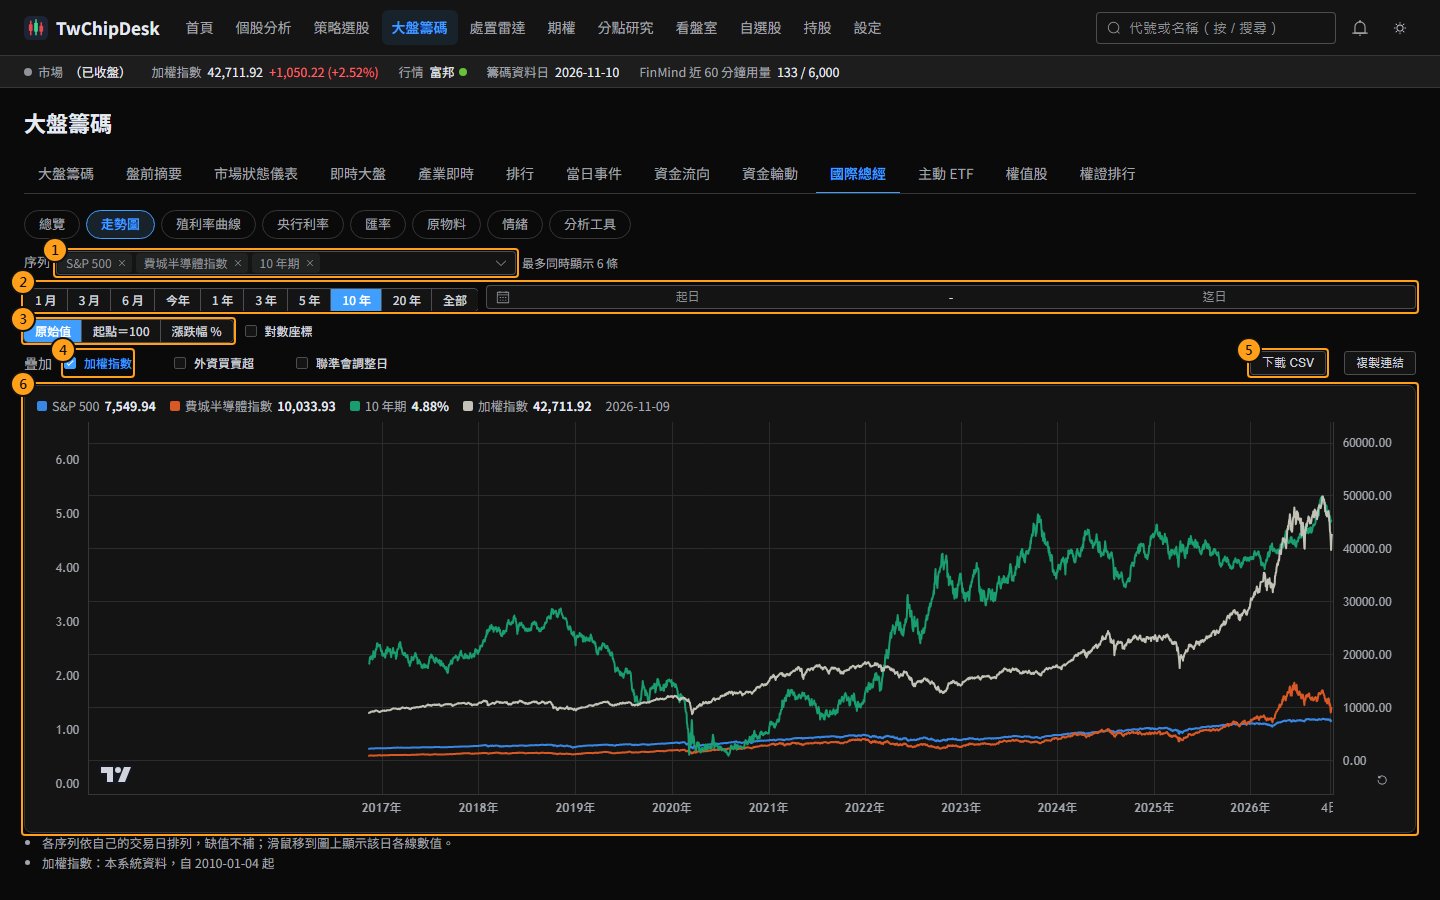 TwChipDesk 首頁 個股分析 策略選股 大盤籌碼 處置雷達 期權 分點研究 看盤室 自選股 持股 設定 代號或名稱（按 / 搜尋）
市場 （已收盤） 加權指數 42,711.92 +1,050.22 (+2.52%) 行情 富邦 籌碼資料日 2026-11-10 FinMind 近 60 分鐘用量 133 / 6,000
大盤籌碼
大盤籌碼 盤前摘要 市場狀態儀表 即時大盤 產業即時 排行 當日事件 資金流向 資金輪動 國際總經 主動 ETF 權值股 權證排行
總覽 走勢圖 殖利率曲線 央行利率 匯率 原物料 情緒 分析工具
1
序列 S&P 500 × 費城半導體指數 × 10 年期 × 最多同時顯示 6 條
2
1 月 3 月 6 月 今年 1 年 3 年 5 年 10 年 20 年 全部 起日 - 迄日
3
原始值 起點＝100 漲跌幅 % 對數座標
4 5
疊加 加權指數 外資買賣超 聯準會調整日 下載 CSV 複製連結
6
S&P 500 7,549.94 費城半導體指數 10,033.93 10 年期 4.88% 加權指數 42,711.92 2026-11-09
60000.00
6.00
50000.00
5.00
40000.00
4.00
30000.00
3.00
20000.00
2.00
10000.00
1.00
0.00
0.00
2017年 2018年 2019年 2020年 2021年 2022年 2023年 2024年 2025年 2026年 4日
各序列依自己的交易日排列，缺值不補；滑鼠移到圖上顯示該日各線數值。
加權指數：本系統資料，自 2010-01-04 起